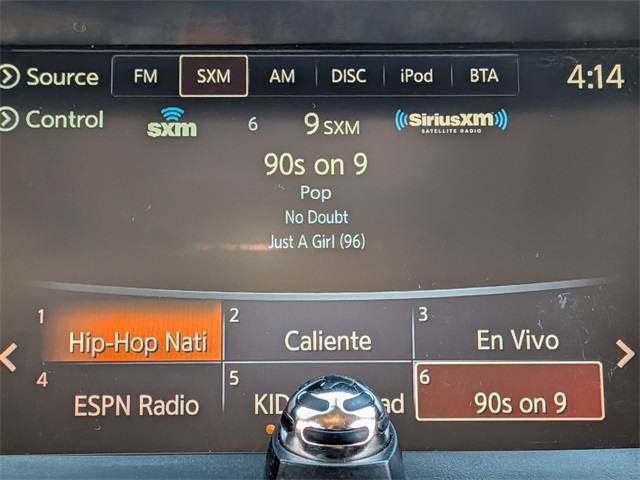 Source FM SXM AM DISC iPod BTA 4:14
Control sxm 6 9 SXM ((SiriusXM))
SATELLITE RADIO
90s on 9
Pop
No Doubt
Just A Girl (96)
1 Hip-Hop Nati 2 Caliente 3 En Vivo
4 ESPN Radio 5 6 90s on 9